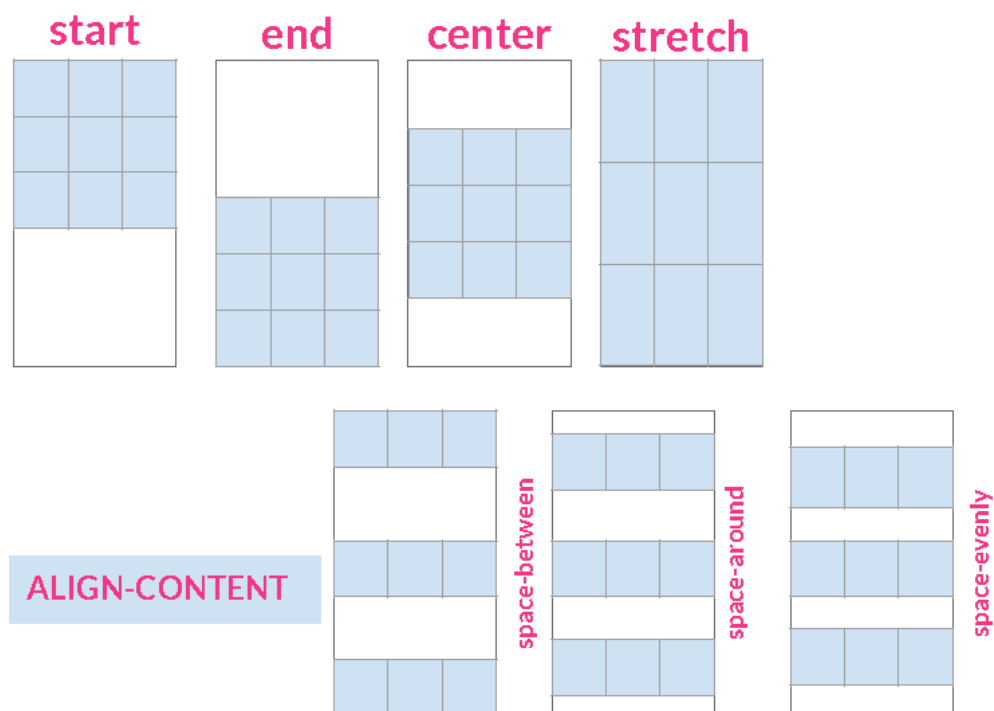 start
end
center
stretch
ALIGN-CONTENT
space-between
space-around
space-evenly